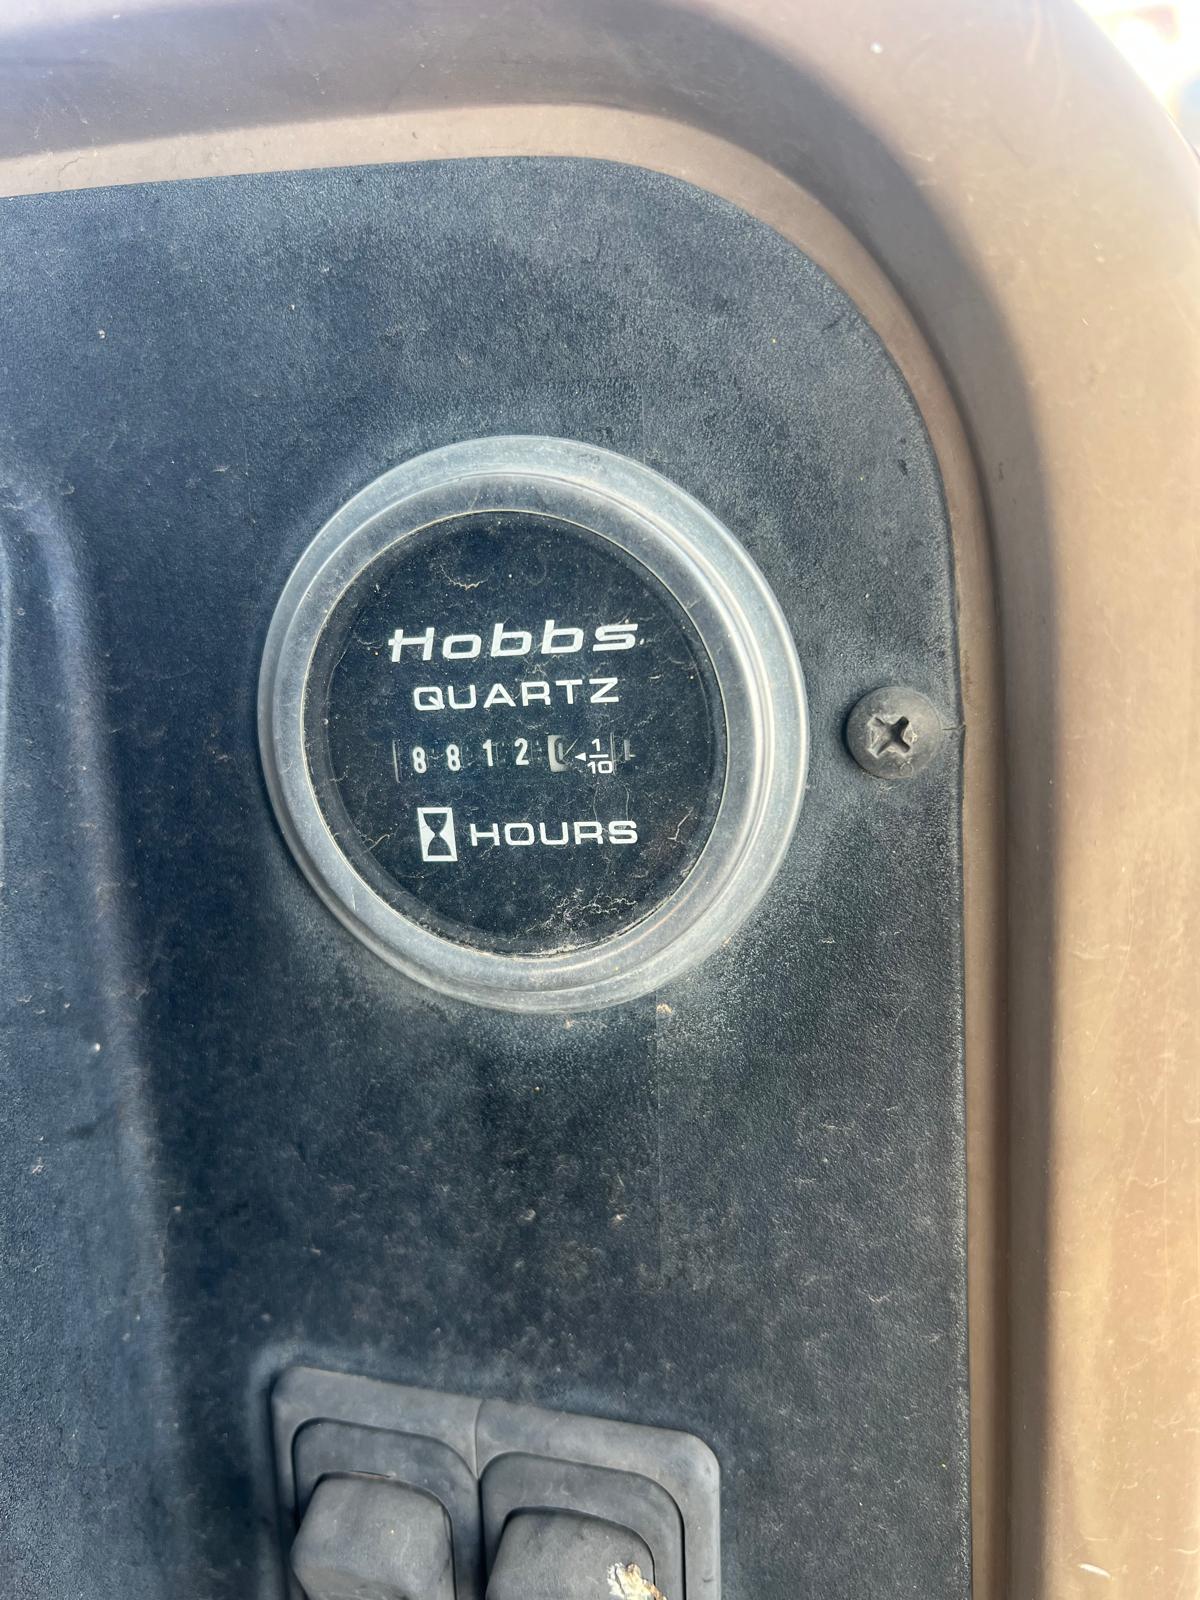 Hobbs
QUARTZ
8812 ◄1/10
HOURS